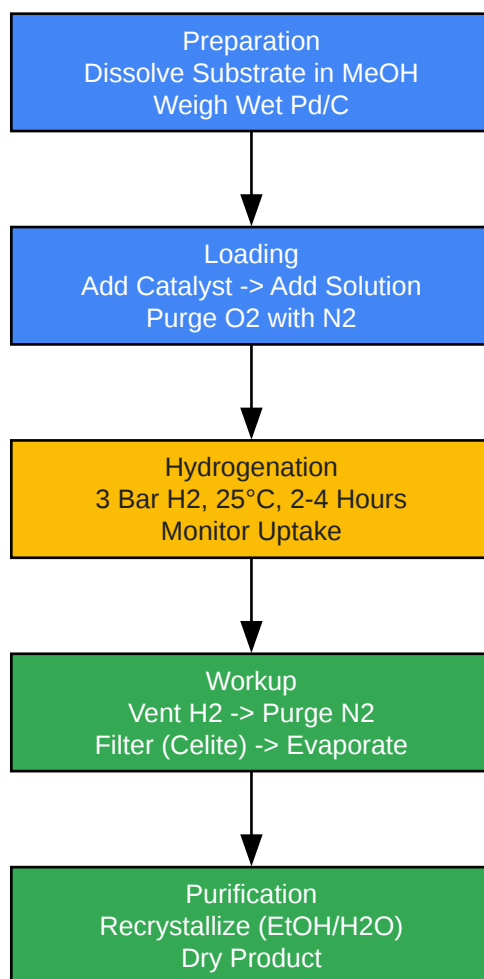 Preparation
Dissolve Substrate in MeOH
Weigh Wet Pd/C
Loading
Add Catalyst -> Add Solution
Purge O2 with N2
Hydrogenation
3 Bar H2, 25°C, 2-4 Hours
Monitor Uptake
Workup
Vent H2 -> Purge N2
Filter (Celite) -> Evaporate
Purification
Recrystallize (EtOH/H2O)
Dry Product